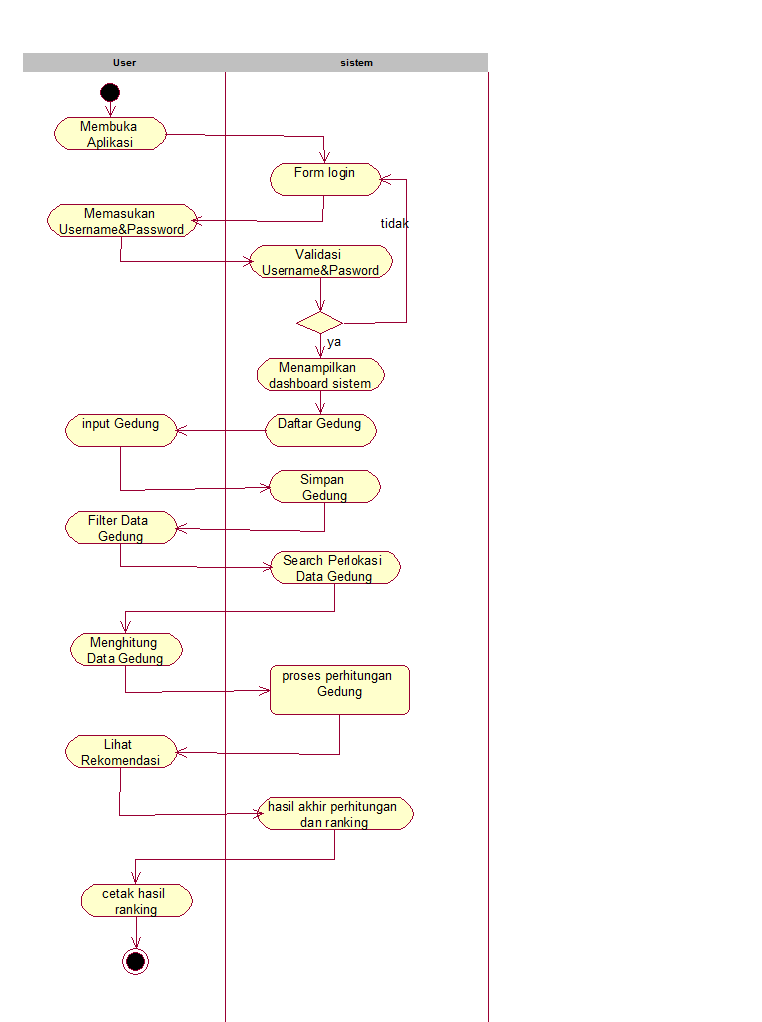 User
sistem
Membuka
Aplikasi
Form login
Memasukan
Username&Password
tidak
Validasi
Username&Pasword
ya
Menampilkan
dashboard sistem
input Gedung
Daftar Gedung
Simpan
Gedung
Filter Data
Gedung
Search Perlokasi
Data Gedung
Menghitung
Data Gedung
proses perhitungan
Gedung
Lihat
Rekomendasi
hasil akhir perhitungan
dan ranking
cetak hasil
ranking